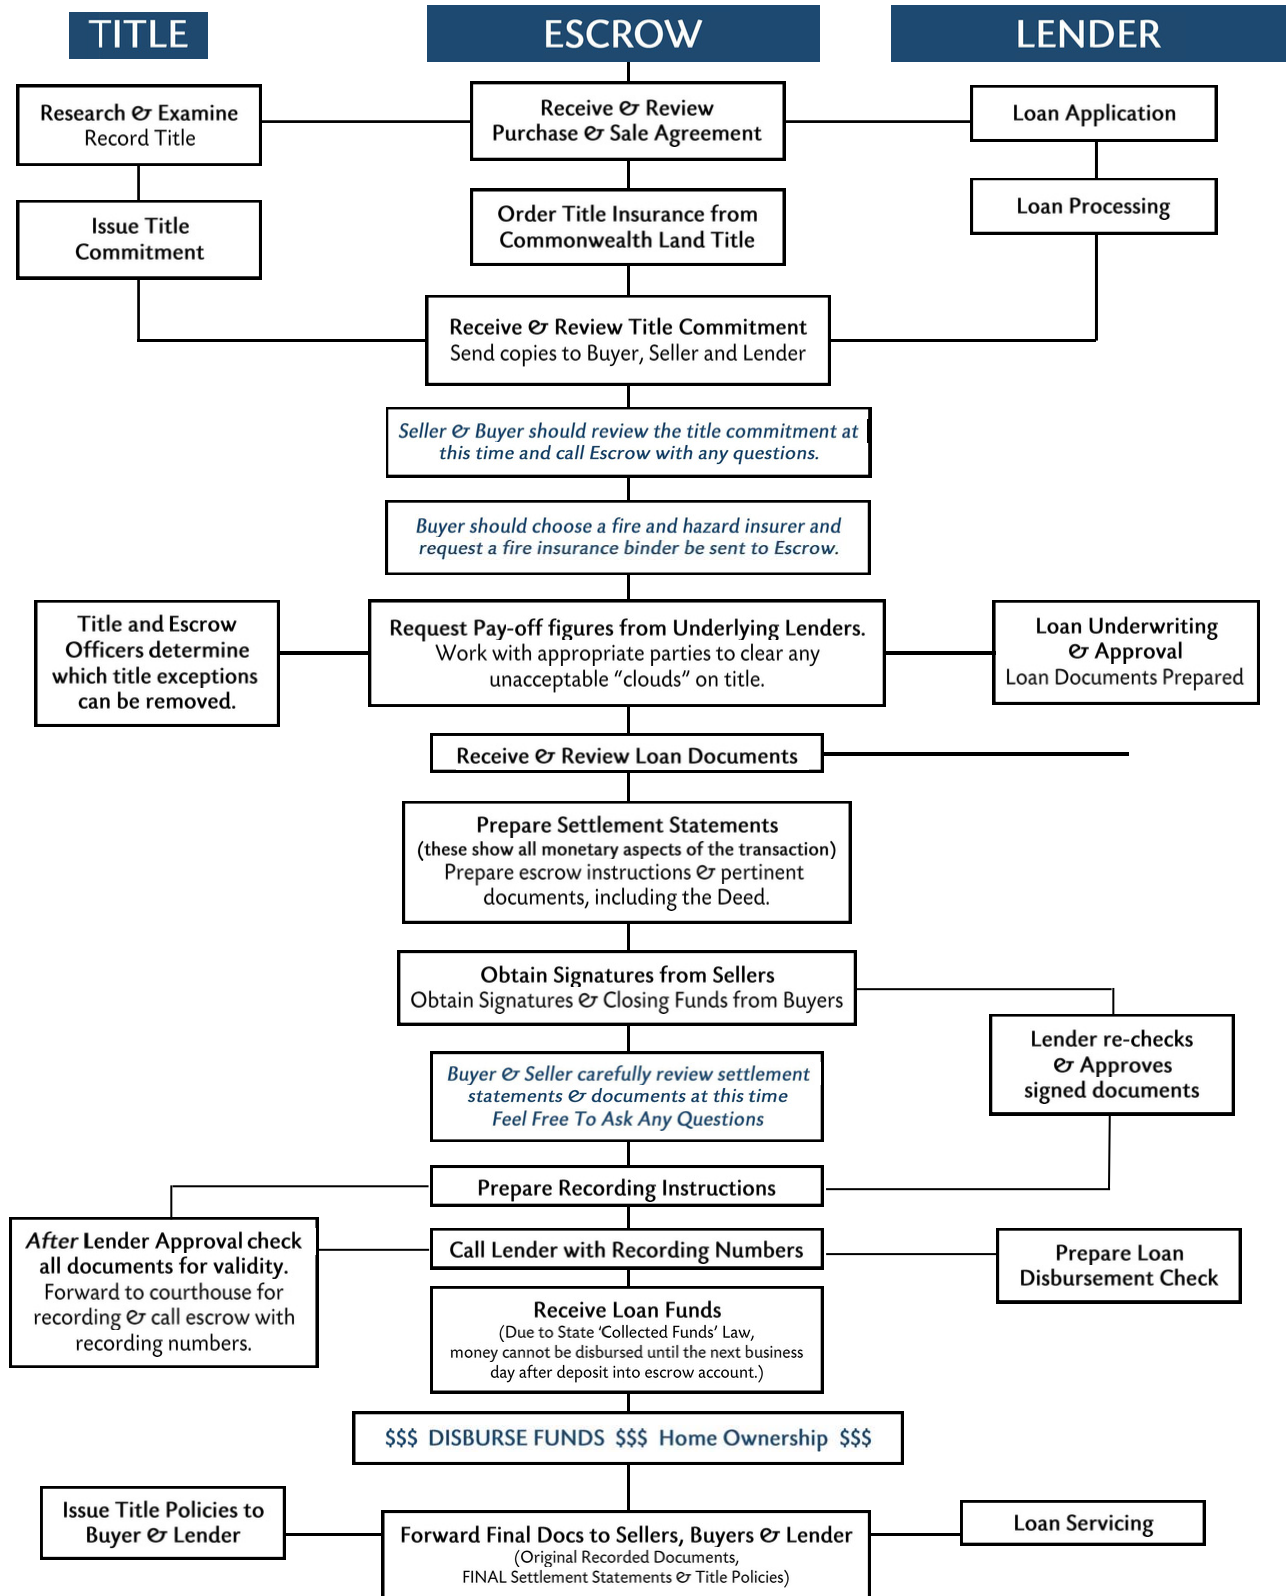 TITLE
ESCROW
LENDER
Research & Examine
Record Title
Receive & Review
Purchase & Sale Agreement
Loan Application
Issue Title
Commitment
Order Title Insurance from
Commonwealth Land Title
Loan Processing
Receive & Review Title Commitment
Send copies to Buyer, Seller and Lender
Seller & Buyer should review the title commitment at
this time and call Escrow with any questions.
Buyer should choose a fire and hazard insurer and
request a fire insurance binder be sent to Escrow.
Title and Escrow
Officers determine
which title exceptions
can be removed.
Request Pay-off figures from Underlying Lenders.
Work with appropriate parties to clear any
unacceptable “clouds” on title.
Loan Underwriting
& Approval
Loan Documents Prepared
Receive & Review Loan Documents
Prepare Settlement Statements
(these show all monetary aspects of the transaction)
Prepare escrow instructions & pertinent
documents, including the Deed.
Obtain Signatures from Sellers
Obtain Signatures & Closing Funds from Buyers
Lender re-checks
& Approves
signed documents
Buyer & Seller carefully review settlement
statements & documents at this time
Feel Free To Ask Any Questions
Prepare Recording Instructions
After Lender Approval check
all documents for validity.
Forward to courthouse for
recording & call escrow with
recording numbers.
Call Lender with Recording Numbers
Prepare Loan
Disbursement Check
Receive Loan Funds
(Due to State ‘Collected Funds’ Law,
money cannot be disbursed until the next business
day after deposit into escrow account.)
$$$ DISBURSE FUNDS $$$ Home Ownership $$$
Issue Title Policies to
Buyer & Lender
Forward Final Docs to Sellers, Buyers & Lender
(Original Recorded Documents,
FINAL Settlement Statements & Title Policies)
Loan Servicing